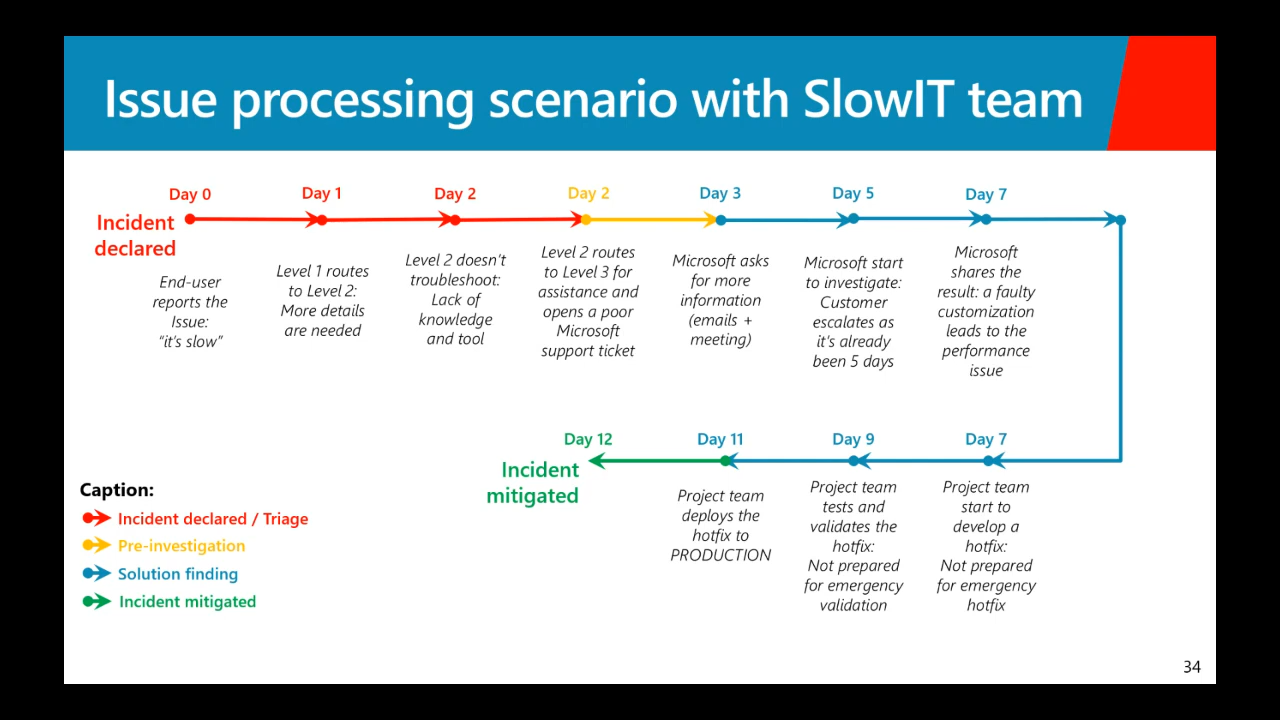 Issue processing scenario with SlowIT team
Day 0
Day 1
Day 2
Day 2
Day 3
Day 5
Day 7
Incident
declared
End-user
reports the
Issue:
"it's slow"
Level 1 routes
to Level 2:
More details
are needed
Level 2 doesn't
troubleshoot:
Lack of
knowledge
and tool
Level 2 routes
to Level 3 for
assistance and
opens a poor
Microsoft
support ticket
Microsoft asks
for more
information
(emails +
meeting)
Microsoft start
to investigate:
Customer
escalates as
it's already
been 5 days
Microsoft
shares the
result: a faulty
customization
leads to the
performance
issue
Day 7
Project team
start to
develop a
hotfix:
Not prepared
for emergency
hotfix
Day 9
Project team
tests and
validates the
hotfix:
Not prepared
for emergency
validation
Day 11
Project team
deploys the
hotfix to
PRODUCTION
Day 12
Incident
mitigated
Caption:
Incident declared / Triage
Pre-investigation
Solution finding
Incident mitigated
34